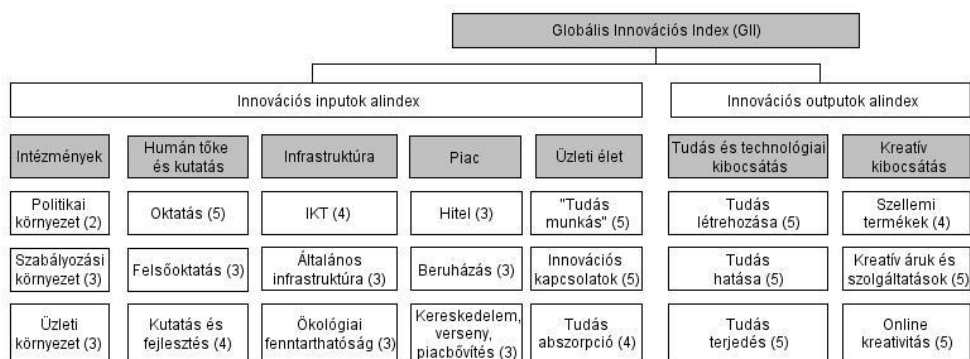 Globális Innovációs Index (GII)
Innovációs inputok alindex
Innovációs outputok alindex
Intézmények
Humán tőke
és kutatás
Infrastruktúra
Piac
Üzleti élet
Tudás és technológiai
kibocsátás
Kreatív
kibocsátás
Politikai
környezet (2)
Oktatás (5)
IKT (4)
Hitel (3)
"Tudás
munkás" (5)
Tudás
létrehozása (5)
Szellemi
termékek (4)
Szabályozási
környezet (3)
Felsőoktatás (3)
Általános
infrastruktúra (3)
Beruházás (3)
Innovációs
kapcsolatok (5)
Tudás
hatása (5)
Kreatív áruk és
szolgáltatások (5)
Üzleti
környezet (3)
Kutatás és
fejlesztés (4)
Ökológiai
fenntarthatóság (3)
Kereskedelem,
verseny,
piacbővítés (3)
Tudás
abszorpció (4)
Tudás
terjedés (5)
Online
kreativitás (5)